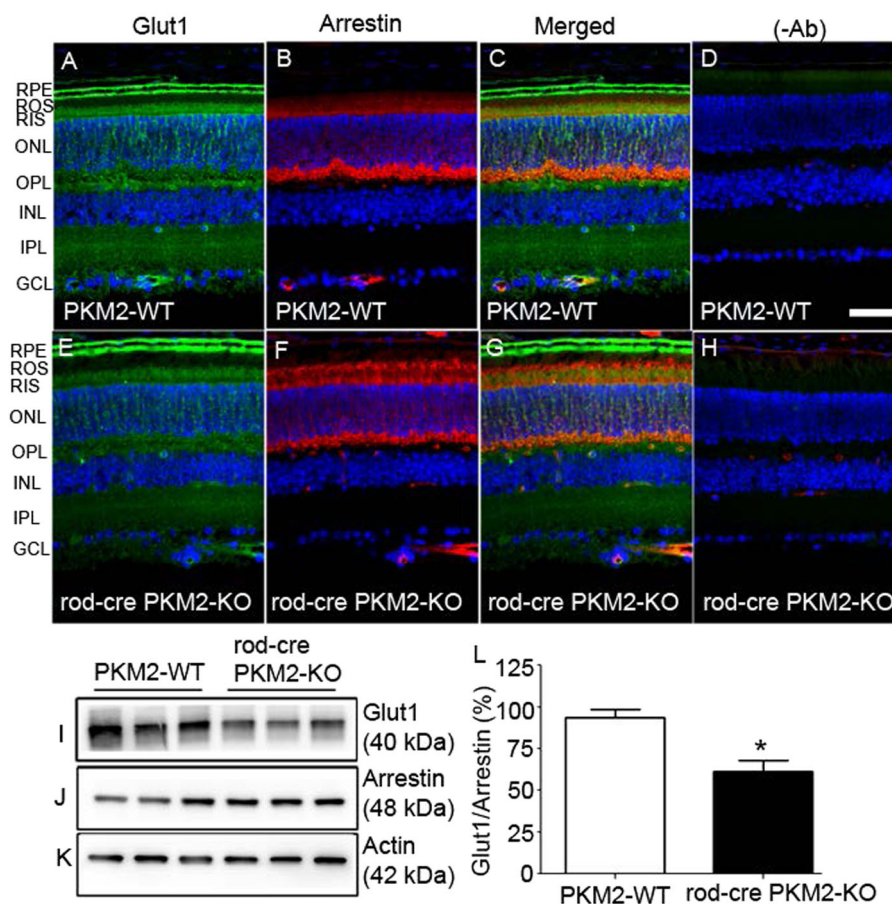 Glut1 Arrestin Merged (-Ab)
A B C D
RPE
ROS
RIS
ONL
OPL
INL
IPL
GCL
PKM2-WT PKM2-WT PKM2-WT PKM2-WT
E F G H
RPE
ROS
RIS
ONL
OPL
INL
IPL
GCL
rod-cre PKM2-KO rod-cre PKM2-KO rod-cre PKM2-KO rod-cre PKM2-KO
rod-cre
PKM2-WT PKM2-KO
I
Glut1
(40 kDa)
J
Arrestin
(48 kDa)
K
Actin
(42 kDa)
L
Glut1/Arrestin (%)
125
100
75
50
25
0
*
PKM2-WT rod-cre PKM2-KO